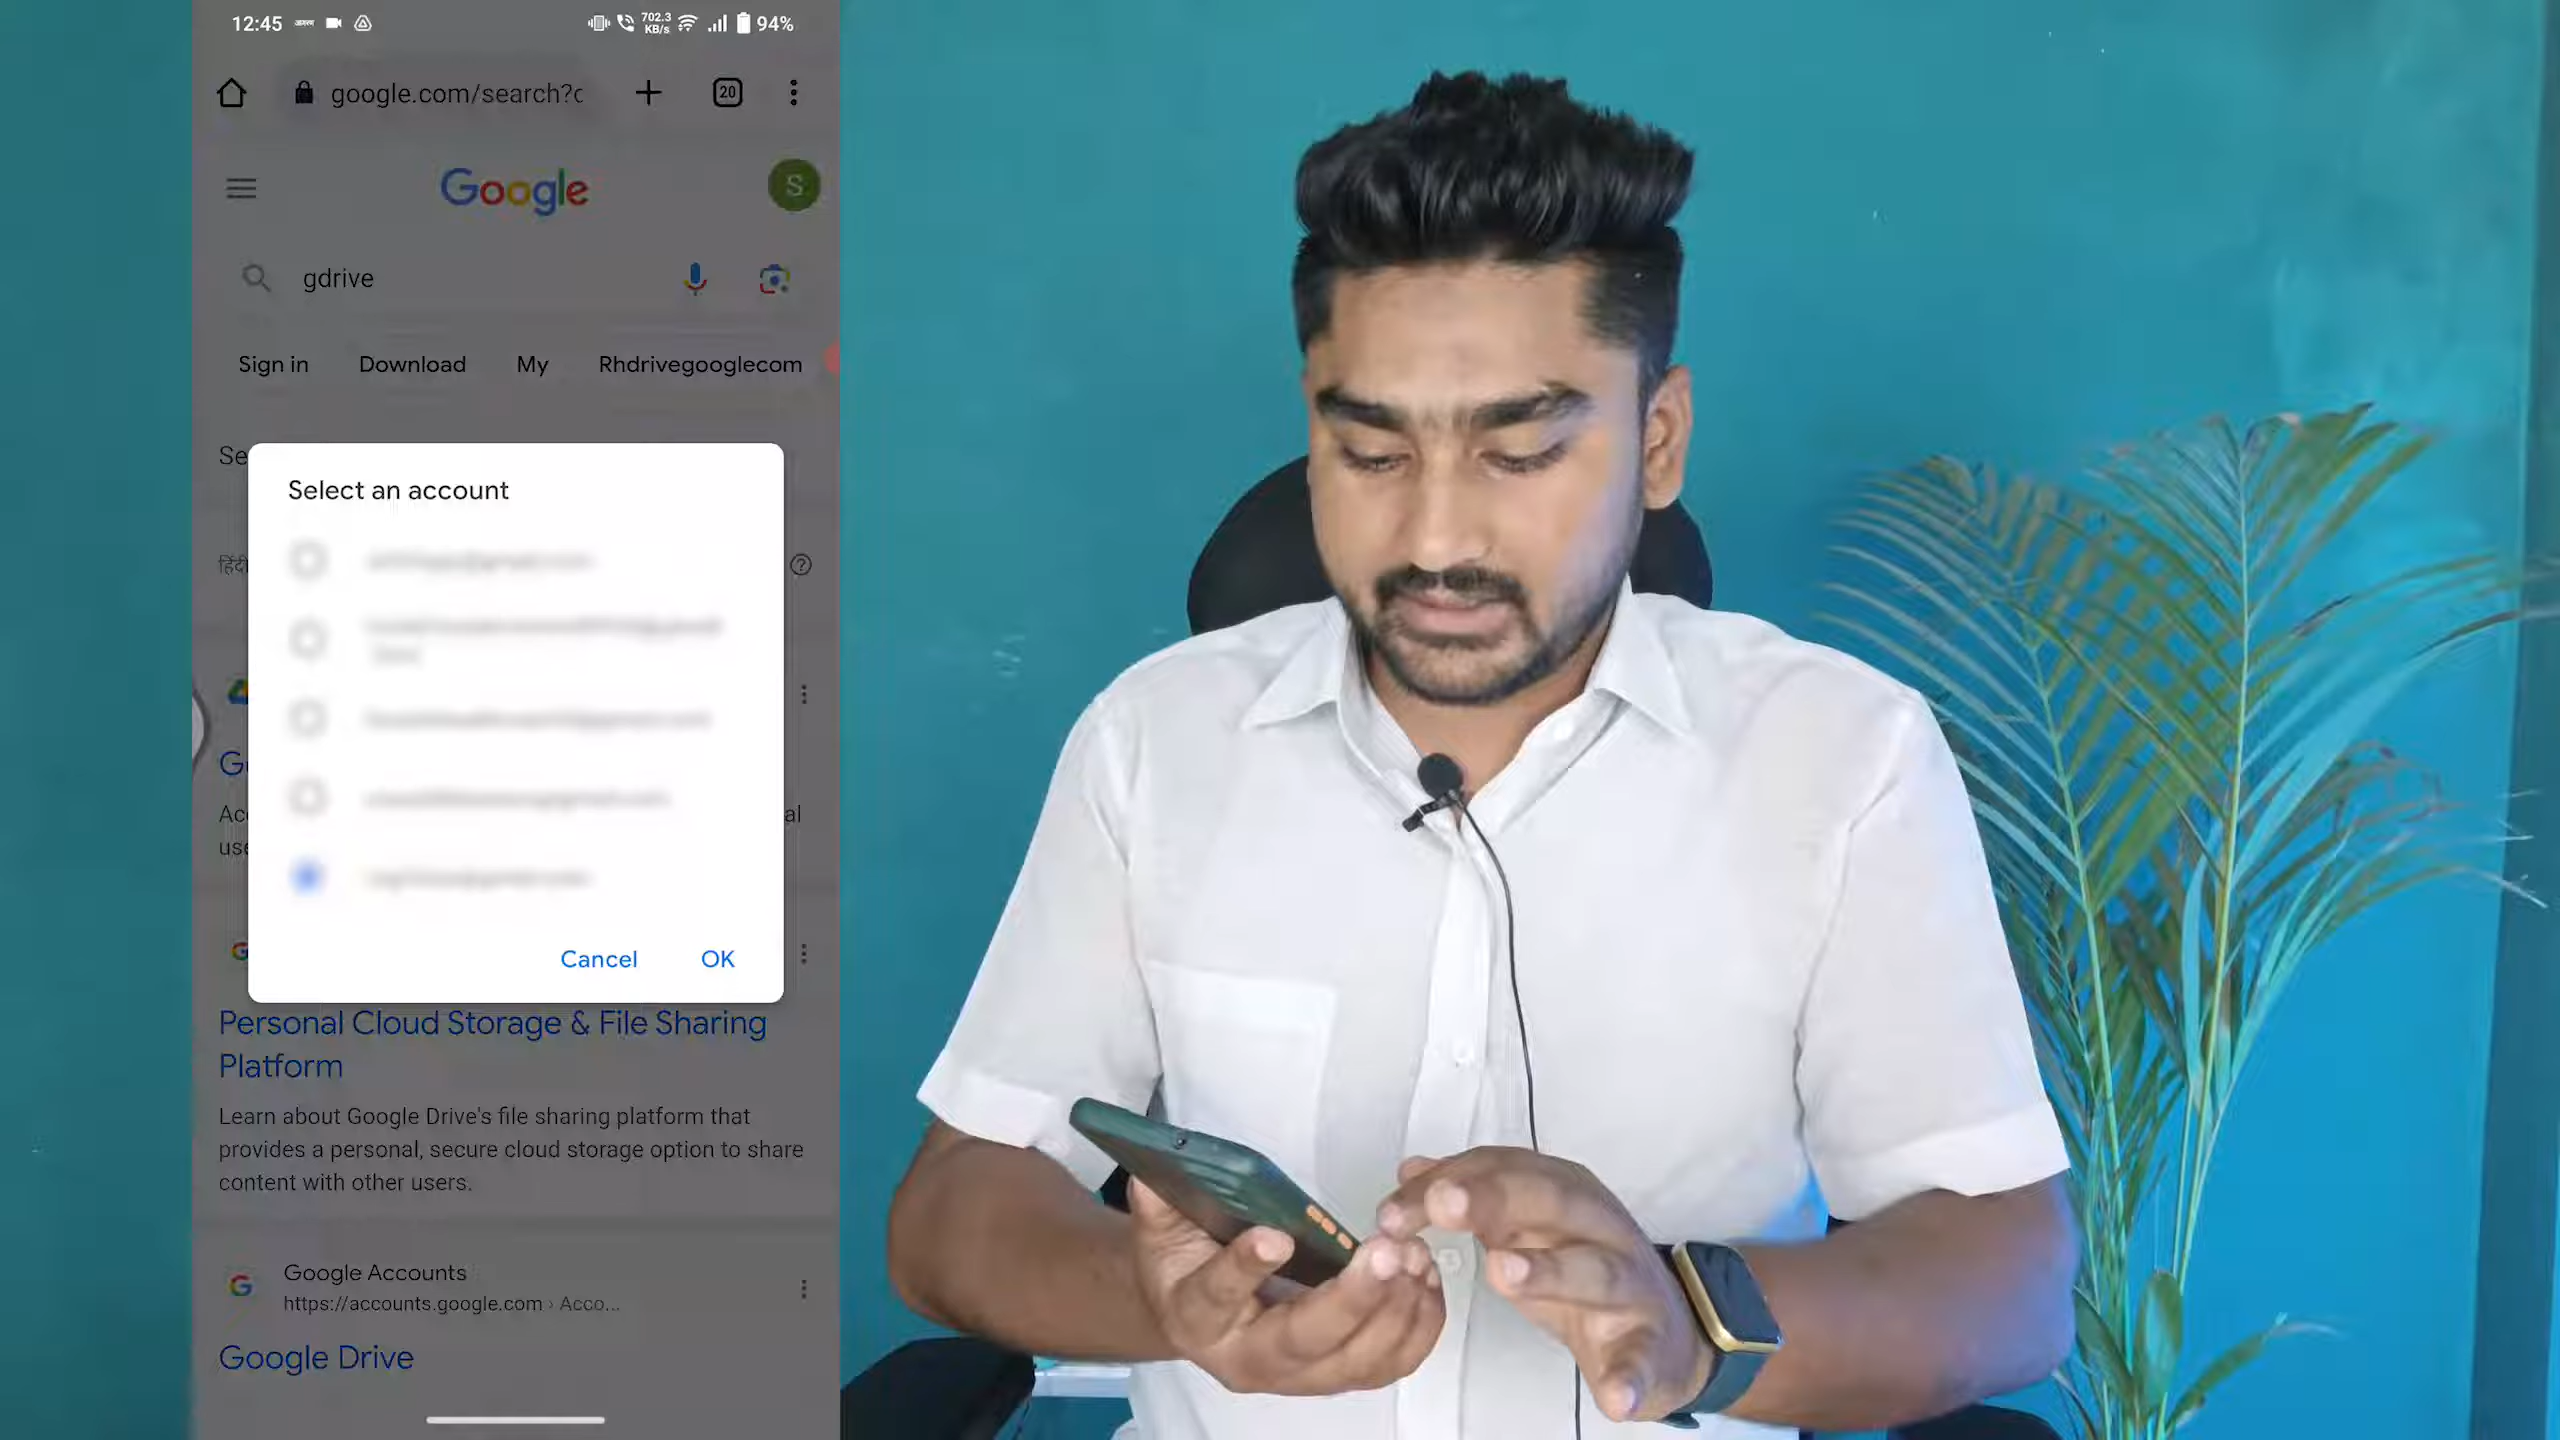 12:45
702.3
KB/s
94%
google.com/search?c
20
Google
S
gdrive
Sign in
Download
My
Rhdrivegooglecom
Se
Select an account
Cancel
OK
al
Personal Cloud Storage & File Sharing
Platform
Learn about Google Drive's file sharing platform that
provides a personal, secure cloud storage option to share
content with other users.
Google Accounts
https://accounts.google.com › Acco...
Google Drive